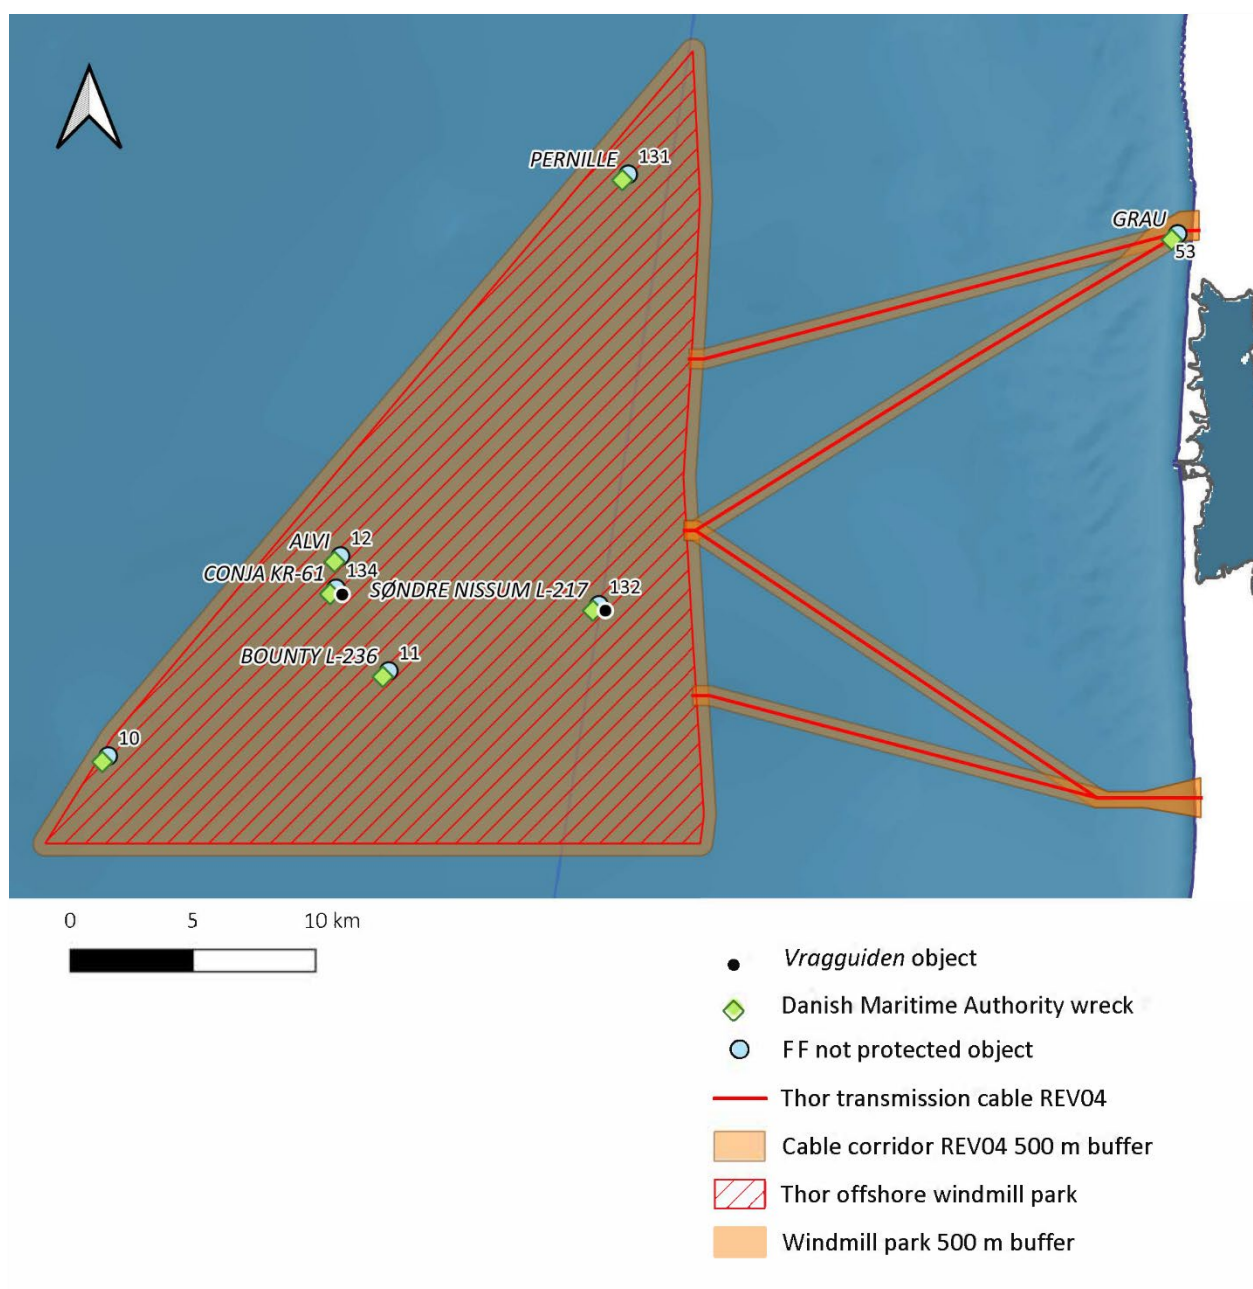 PERNILLE 131
GRAU
53
ALVI 12
CONJA KR-61 134
SØNDRE NISSUM L-217 132
BOUNTY L-236 11
10
0 5 10 km
Vragguiden object
Danish Maritime Authority wreck
FF not protected object
Thor transmission cable REV04
Cable corridor REV04 500 m buffer
Thor offshore windmill park
Windmill park 500 m buffer